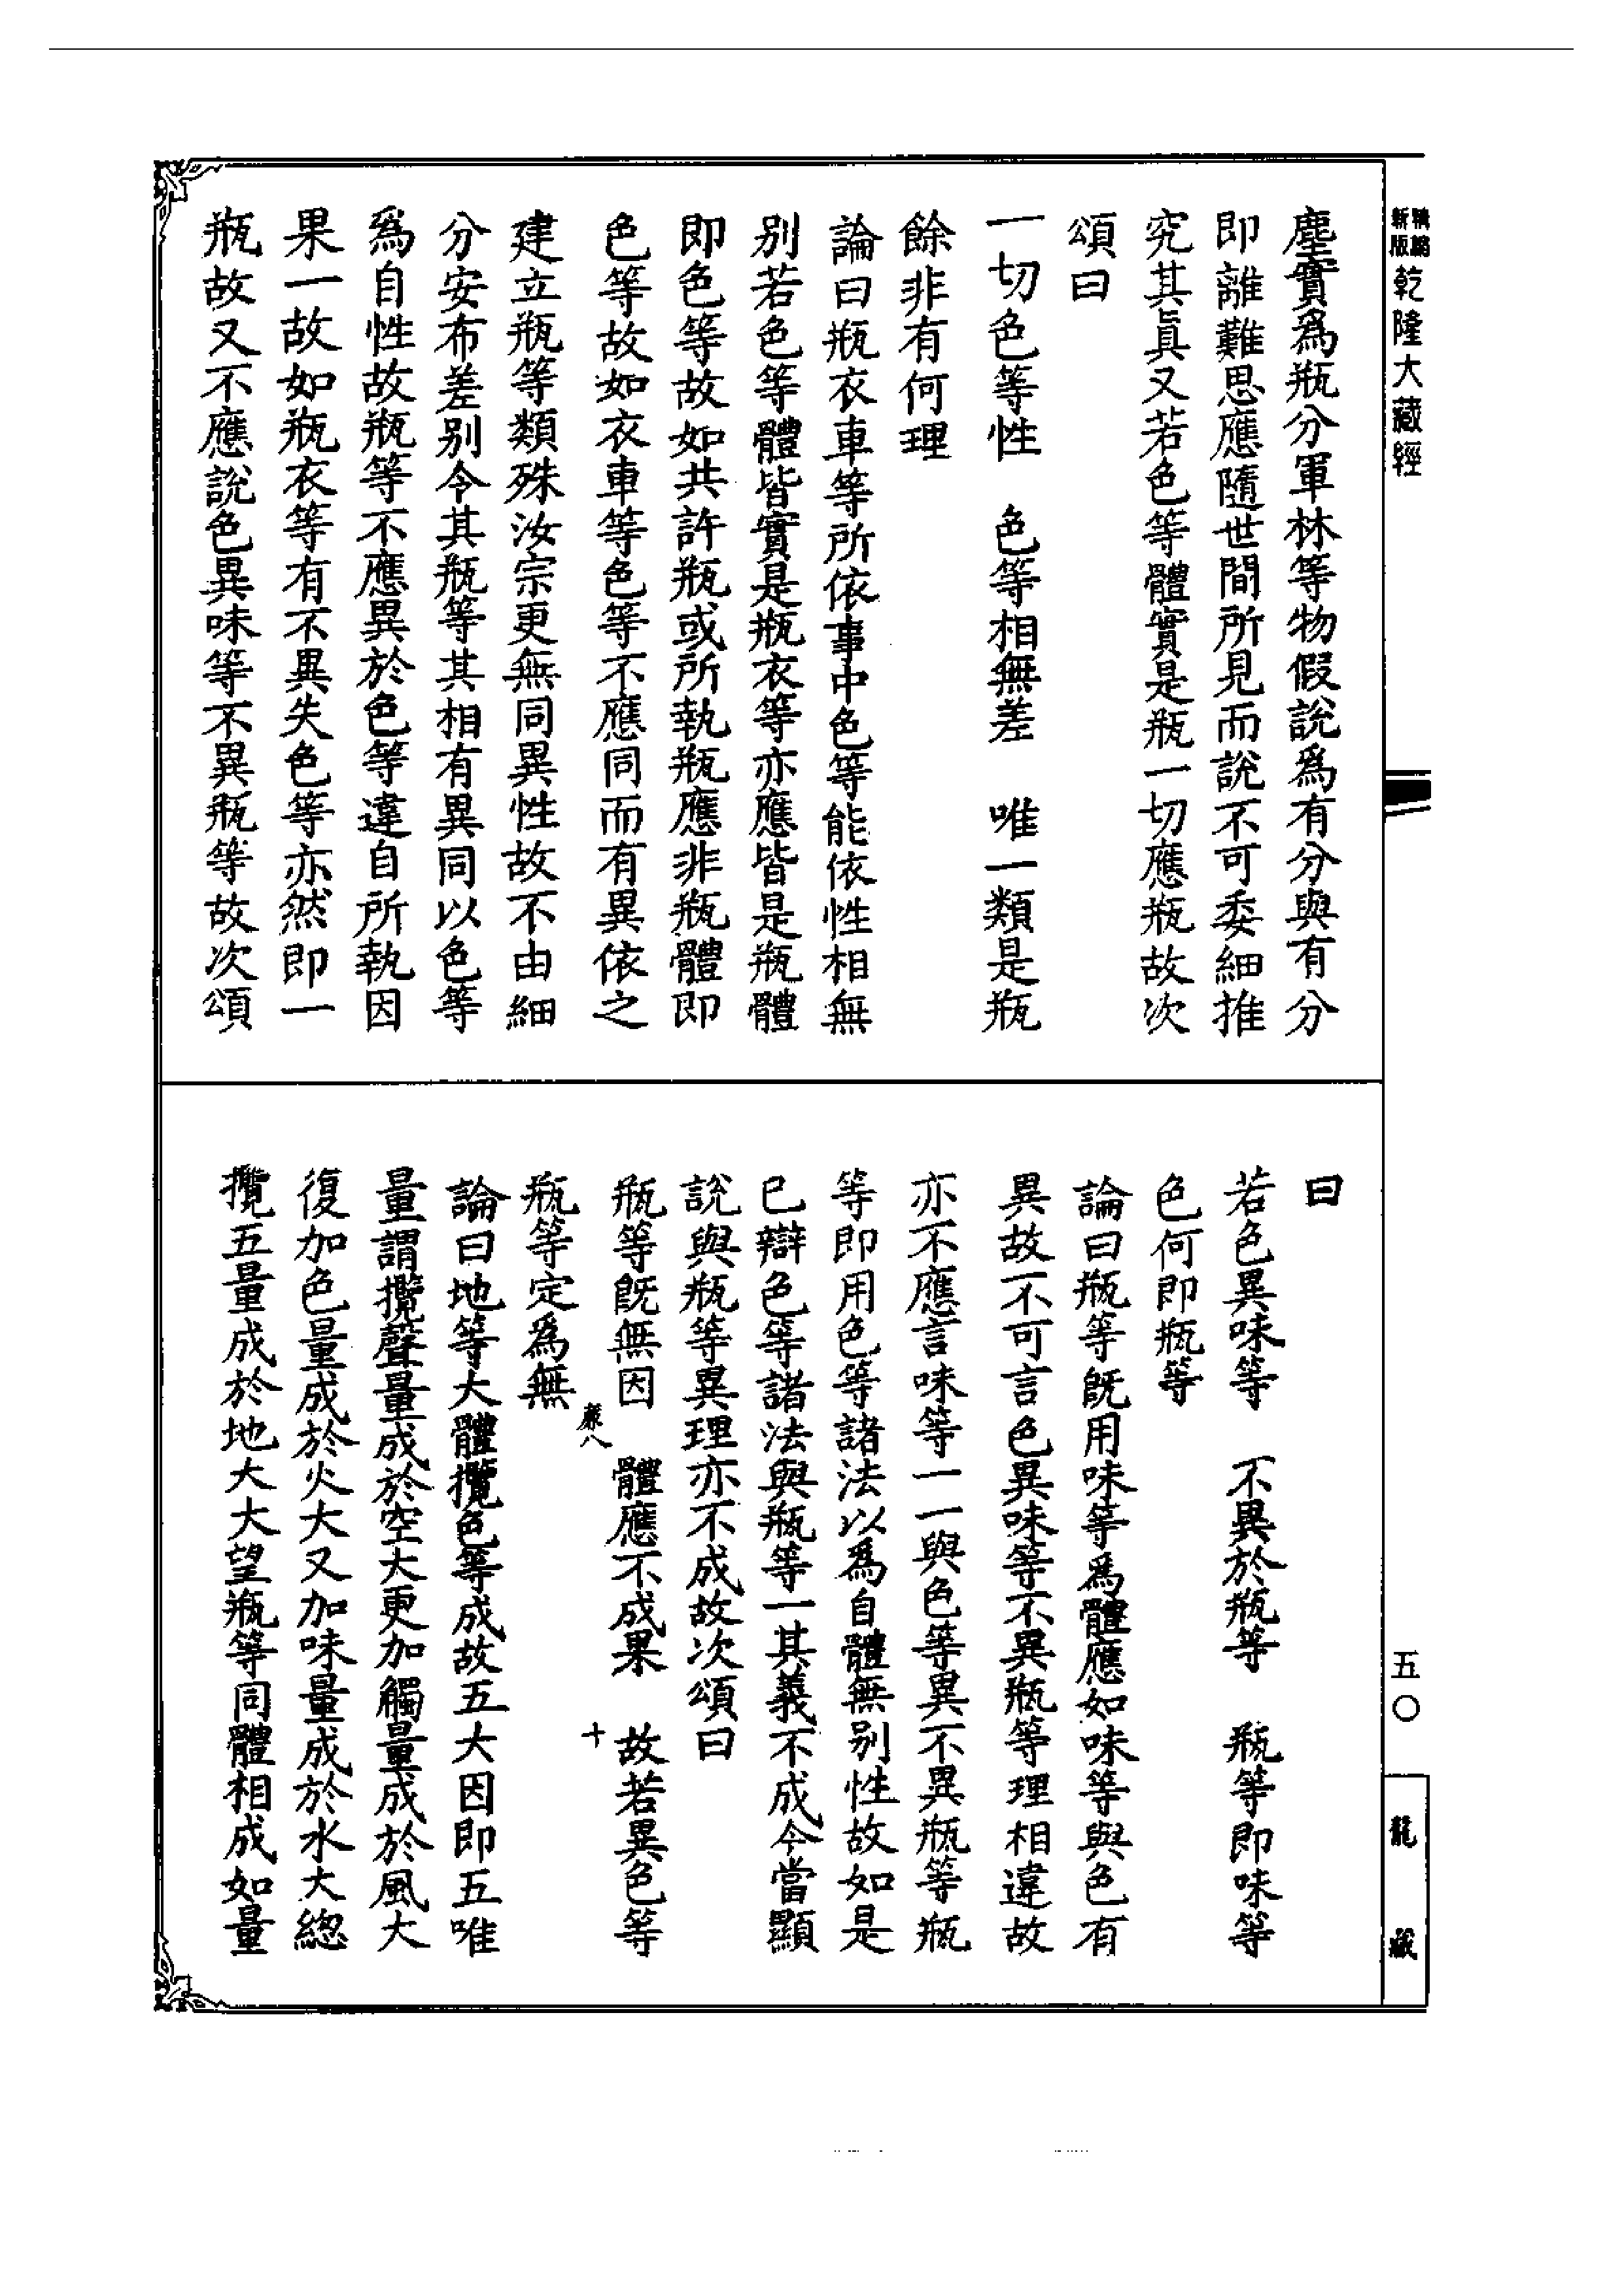 新編
縮版
乾隆大藏經
塵實爲瓶分軍林等物假說爲有分與有分
即離難思應隨世間所見而說不可委細推
究其眞又若色等體實是瓶一切應瓶故次
頌曰
一切色等性　色等相無差　唯一類是瓶
餘非有何理
論曰瓶衣車等所依事中色等能依性相無
別若色等體皆實是瓶衣等亦應皆是瓶體
即色等故如共許瓶或所執瓶應非瓶體即
色等故如衣車等色等不應同而有異依之
建立瓶等類殊汝宗更無同異性故不由細
分安布差別令其瓶等其相有異同以色等
爲自性故瓶等不應異於色等違自所執因
果一故如瓶衣等有不異失色等亦然即一
瓶故又不應說色異味等不異瓶等故次頌
曰
若色異味等　不異於瓶等　瓶等即味等
色何即瓶等
論曰瓶等旣用味等爲體應如味等與色有
異故不可言色異味等不異瓶等理相違故
亦不應言味等一一與色等異不異瓶等瓶
等即用色等諸法以爲自體無別性故如是
已辯色等諸法與瓶等一其義不成今當顯
說與瓶等異理亦不成故次頌曰
瓶等旣無因　體應不成果　故若異色等
瓶等定爲無
論曰地等大體攬色等成故五大因即五唯
量謂攬聲量成於空大更加觸量成於風大
復加色量成於火大又加味量成於水大總
攬五量成於地大大望瓶等同體相成如量
八
十
五〇
龍藏